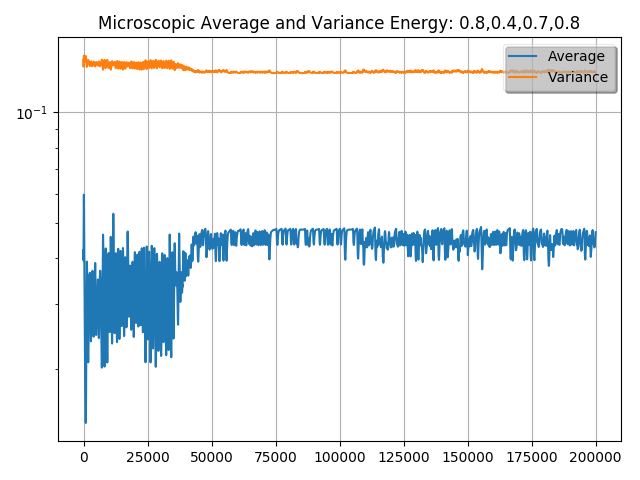 Microscopic Average and Variance Energy: 0.8,0.4,0.7,0.8
Average
Variance
10⁻¹
0 25000 50000 75000 100000 125000 150000 175000 200000